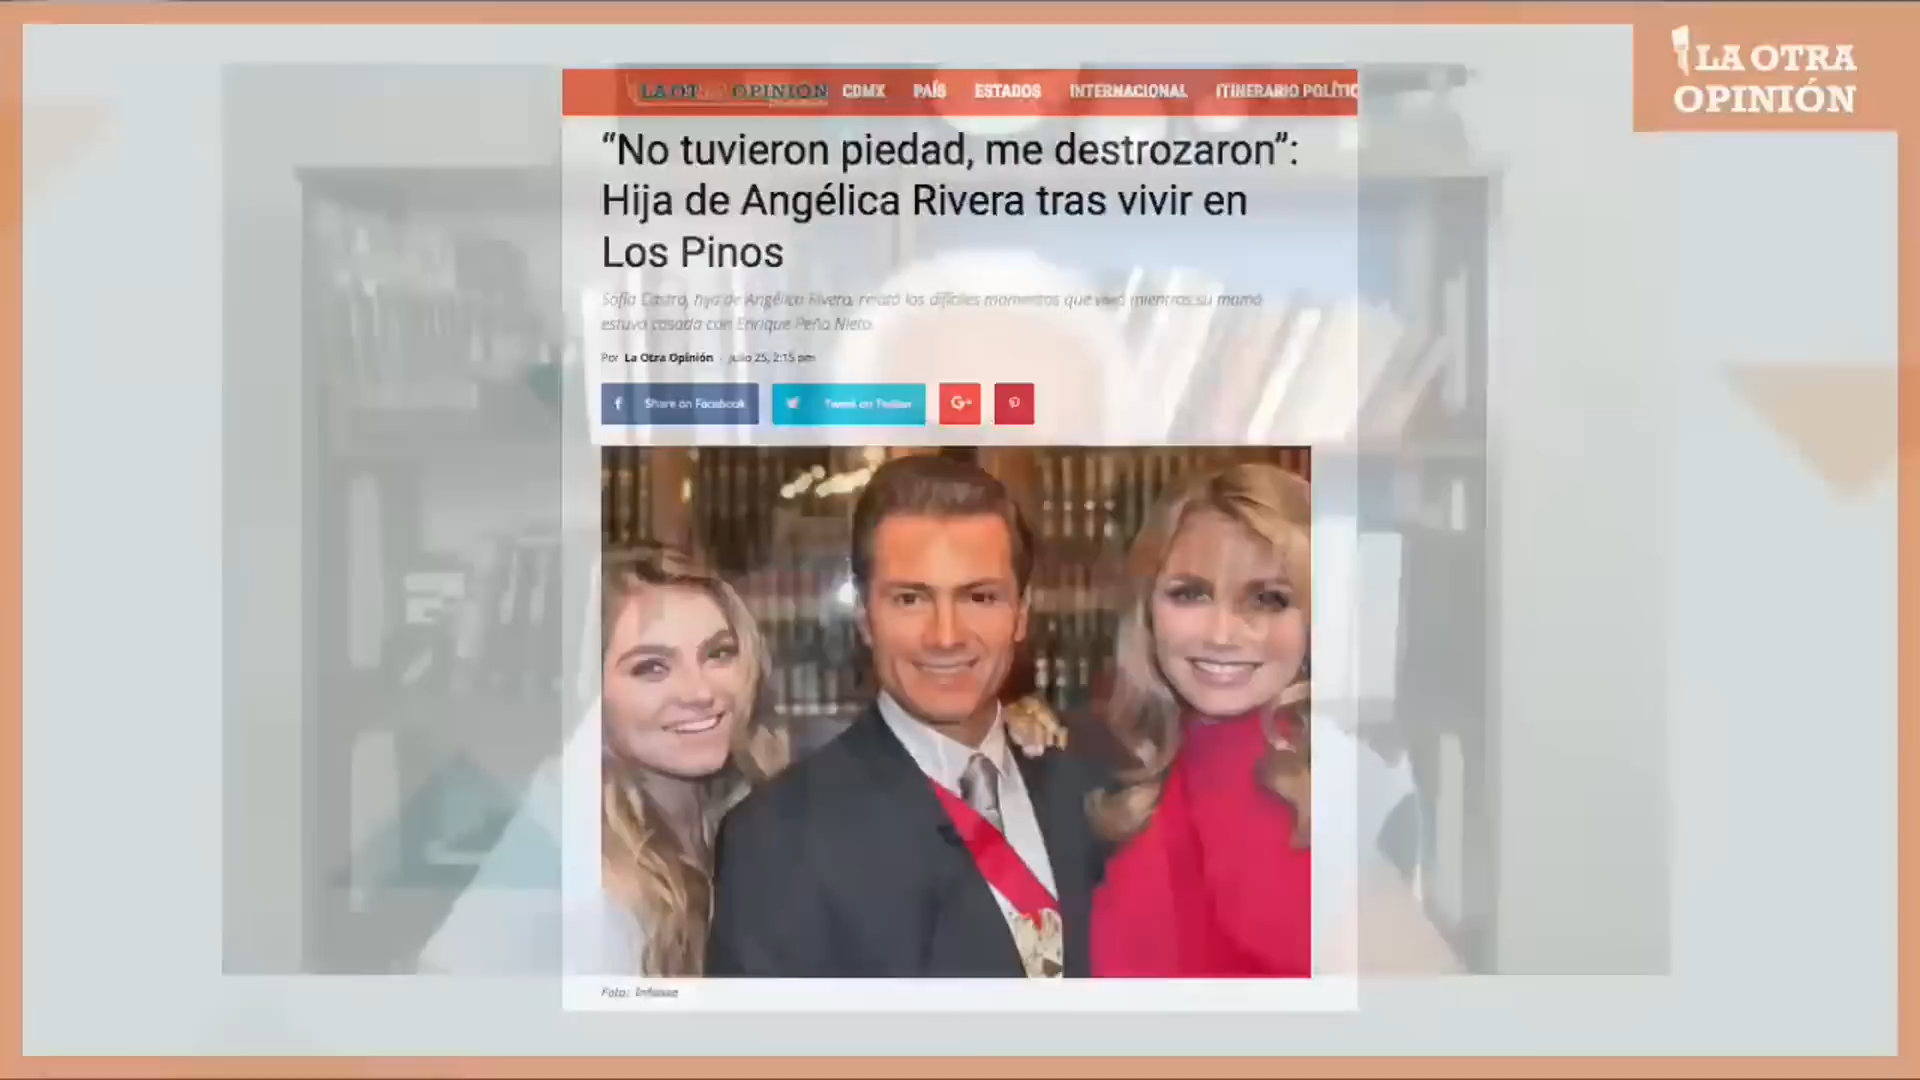 LA OTRA
OPINIÓN
LA OTRA OPINIÓN CDMX PAÍS ESTADOS INTERNACIONAL ITINERARIO POLÍTIC
“No tuvieron piedad, me destrozaron”:
Hija de Angélica Rivera tras vivir en
Los Pinos
Sofía Castro, hija de Angélica Rivera, relató los difíciles momentos que vivió mientras su mamá
estuvo casada con Enrique Peña Nieto.
Por La Otra Opinión - julio 25, 2:15 pm
f Share on Facebook Tweet on Twitter G+
Foto: Infobae